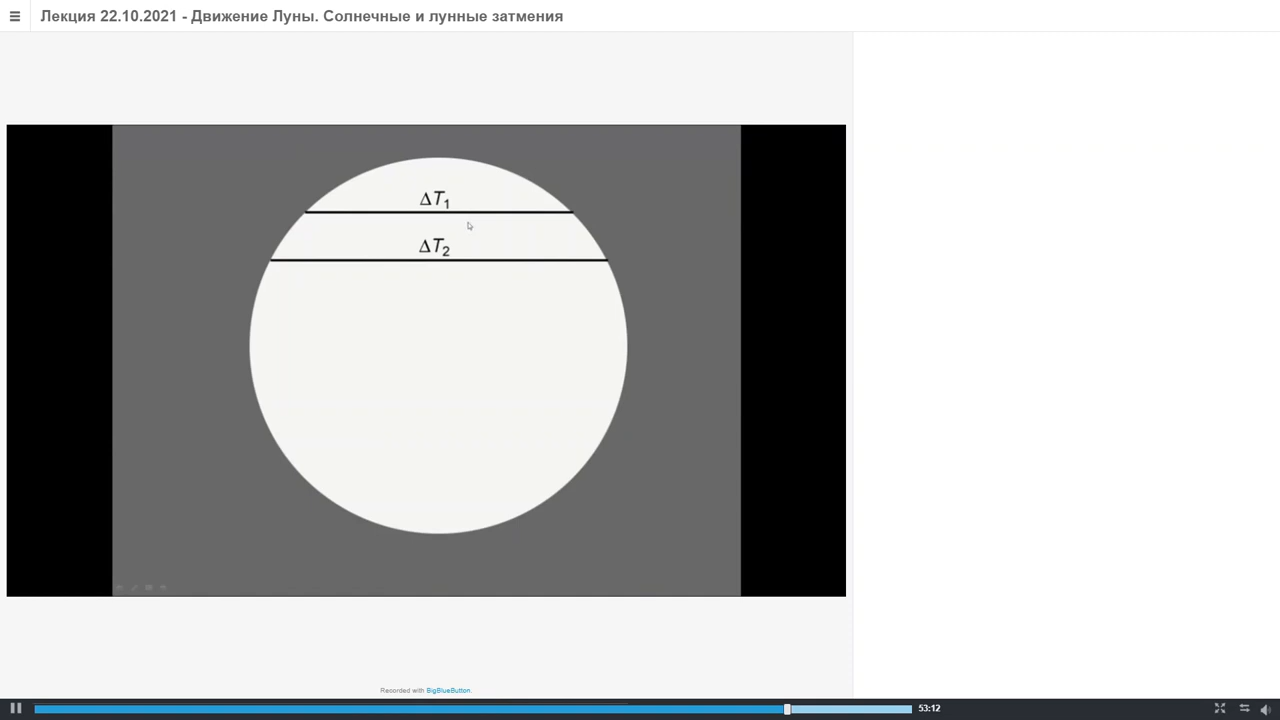 Лекция 22.10.2021 - Движение Луны. Солнечные и лунные затмения
ΔT₁
ΔT₂
Recorded with BigBlueButton.
53:12